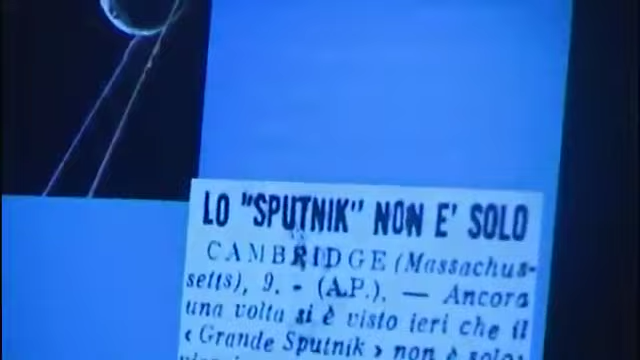 LO "SPUTNIK" NON E' SOLO
CAMBRIDGE (Massachus-
setts), 9. - (A.P.). — Ancora
una volta si è visto ieri che il
‹ Grande Sputnik › non è solo: